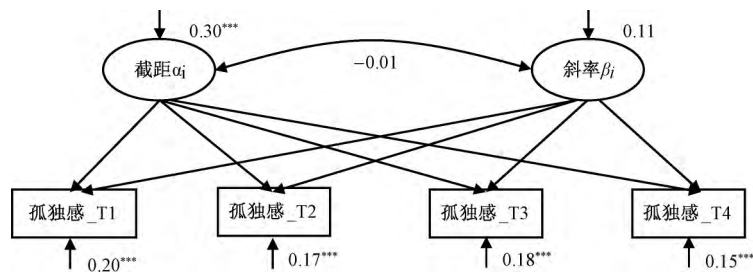 0.30***
0.11
截距αi
−0.01
斜率βi
孤独感_T1
孤独感_T2
孤独感_T3
孤独感_T4
0.20***
0.17***
0.18***
0.15***